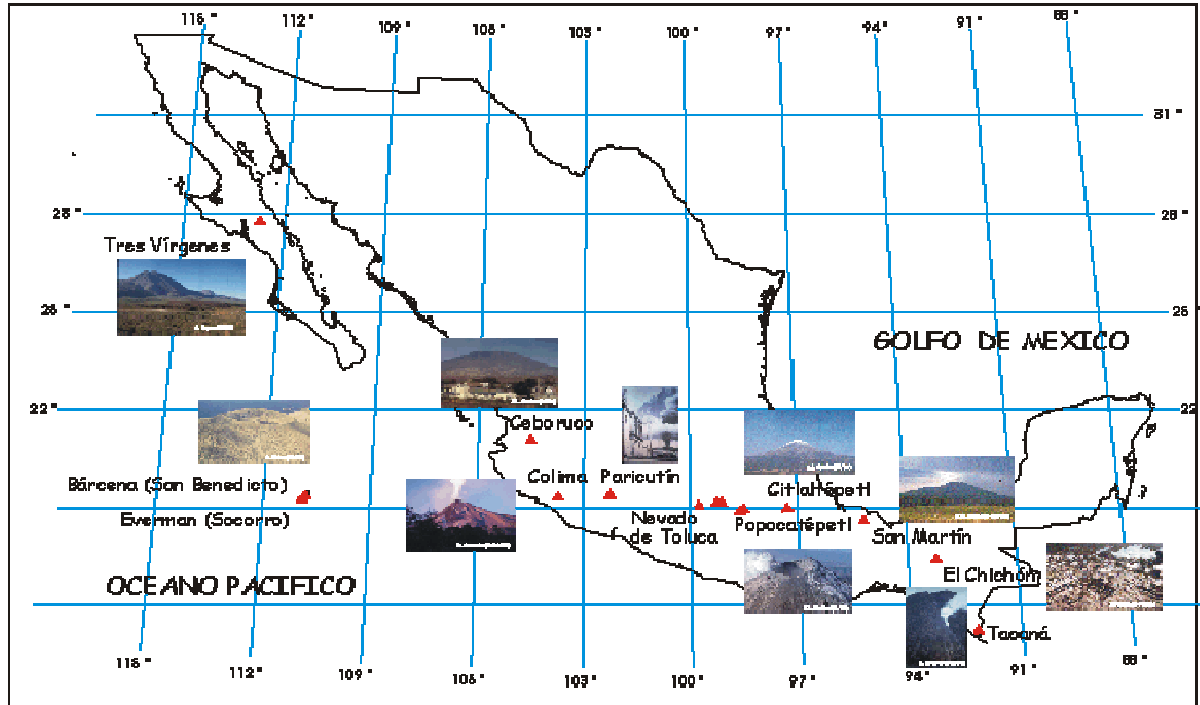 115° 112° 109° 106° 103° 100° 97° 94° 91° 88°
31°
28° 28°
Tres Vírgenes
25° 25°
GOLFO DE MEXICO
22° 22
Ceboruco
Colima Paricutín
Citlaltépetl
Bárcena (San Benedicto)
Everman (Socorro)
Nevado
de Toluca
Popocatépetl
San Martín
El Chichón
OCEANO PACIFICO
Tacaná
115° 112° 109° 106° 103° 100° 97° 94° 91° 88°